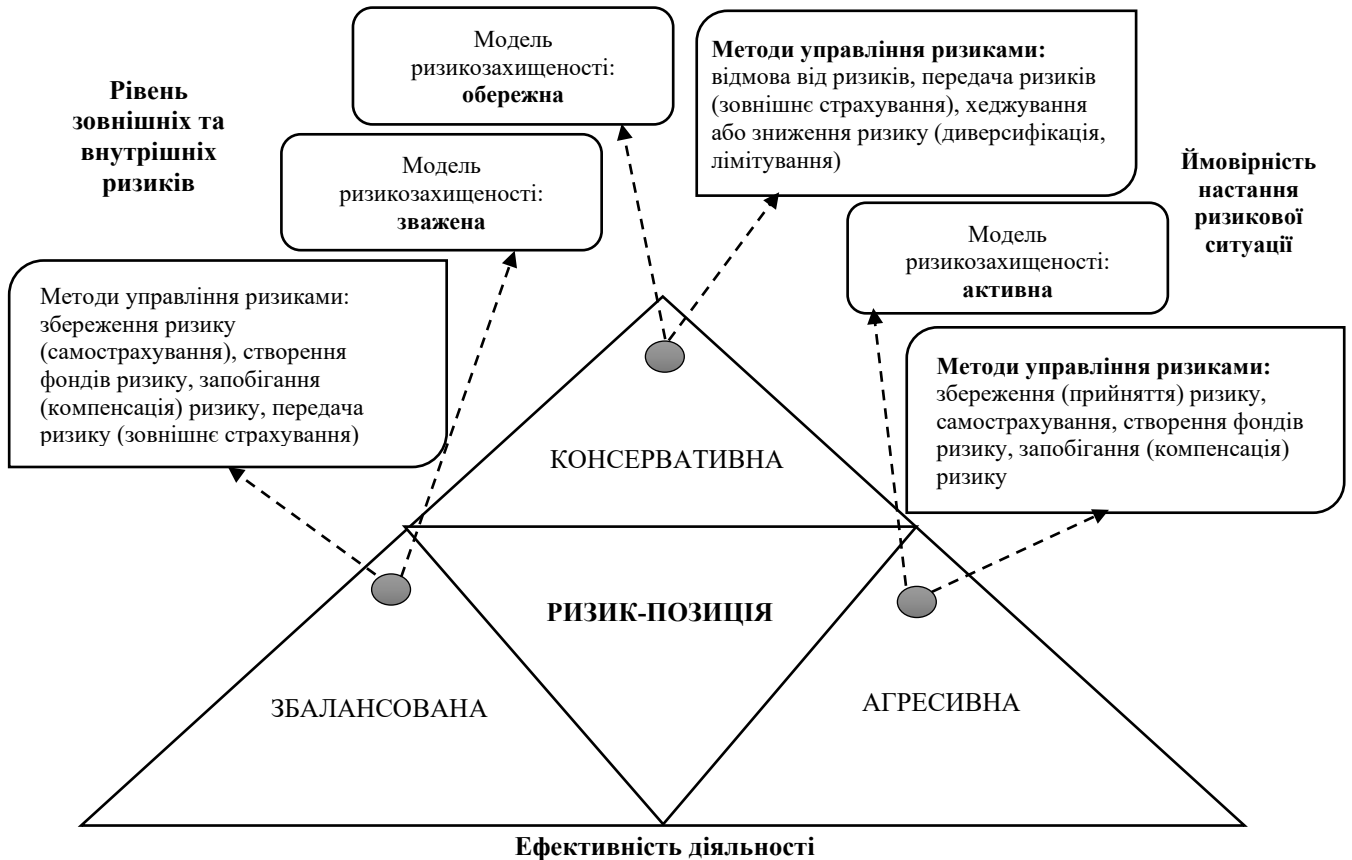 Модель
ризикозахищеності:
обережна
Методи управління ризиками:
відмова від ризиків, передача ризиків
(зовнішнє страхування), хеджування
або зниження ризику (диверсифікація,
лімітування)
Рівень
зовнішніх та
внутрішніх
ризиків
Модель
ризикозахищеності:
зважена
Ймовірність
настання
ризикової
ситуації
Модель
ризикозахищеності:
активна
Методи управління ризиками:
збереження ризику
(самострахування), створення
фондів ризику, запобігання
(компенсація) ризику, передача
ризику (зовнішнє страхування)
Методи управління ризиками:
збереження (прийняття) ризику,
самострахування, створення фондів
ризику, запобігання (компенсація)
ризику
КОНСЕРВАТИВНА
РИЗИК-ПОЗИЦІЯ
ЗБАЛАНСОВАНА
АГРЕСИВНА
Ефективність діяльності